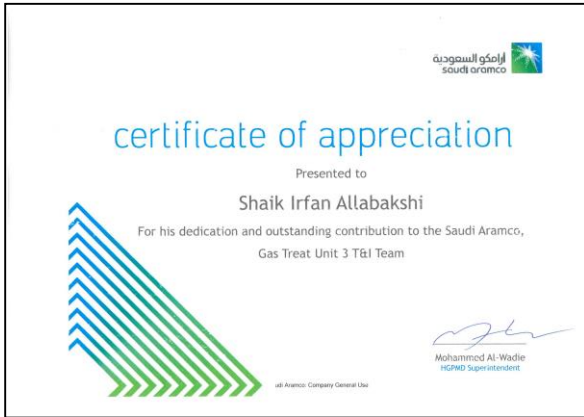 أرامكو السعودية
saudi aramco
certificate of appreciation
Presented to
Shaik Irfan Allabakshi
For his dedication and outstanding contribution to the Saudi Aramco,
Gas Treat Unit 3 T&I Team
Mohammed Al-Wadie
HGPMD Superintendent
udi Aramco: Company General Use